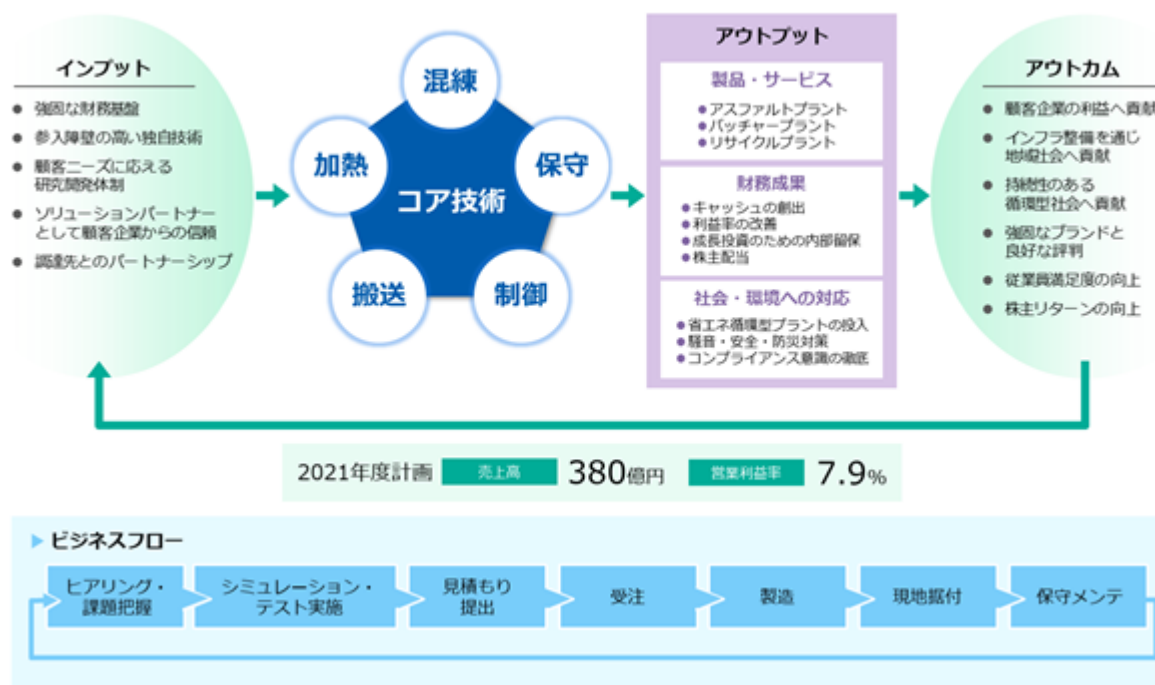 インプット
● 強固な財務基盤
● 参入障壁の高い独自技術
● 顧客ニーズに応える
研究開発体制
● ソリューションパートナー
として顧客企業からの信頼
● 調達先とのパートナーシップ
混練
加熱
保守
コア技術
搬送
制御
アウトプット
製品・サービス
●アスファルトプラント
●バッチャープラント
●リサイクルプラント
財務成果
●キャッシュの創出
●利益率の改善
●成長投資のための内部留保
●株主配当
社会・環境への対応
●省エネ循環型プラントの投入
●騒音・安全・防災対策
●コンプライアンス意識の徹底
アウトカム
● 顧客企業の利益へ貢献
● インフラ整備を通じ
地域社会へ貢献
● 持続性のある
循環型社会へ貢献
● 強固なブランドと
良好な評判
● 従業員満足度の向上
● 株主リターンの向上
2021年度計画 売上高 380億円 営業利益率 7.9%
ビジネスフロー
ヒアリング・
課題把握
シミュレーション・
テスト実施
見積もり
提出
受注
製造
現地据付
保守メンテ